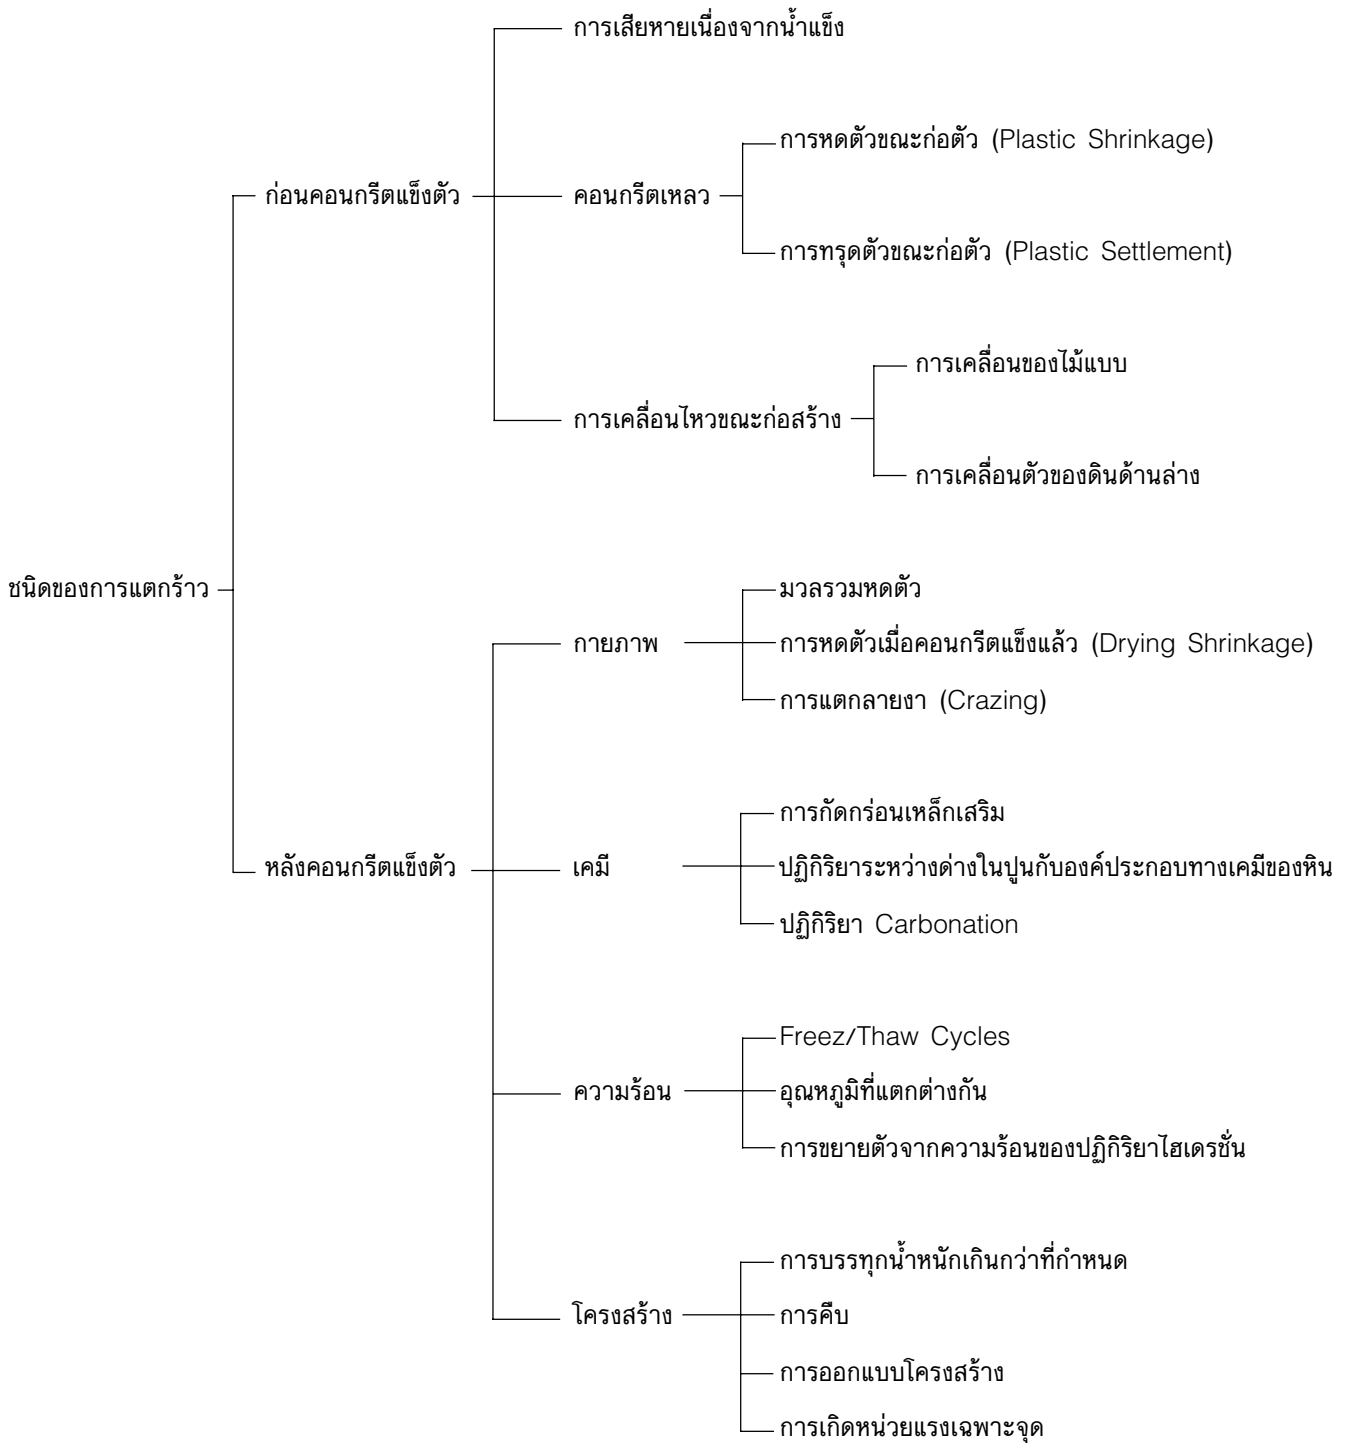 การเสียหายเนื่องจากน้ำแข็ง
การหดตัวขณะก่อตัว (Plastic Shrinkage)
ก่อนคอนกรีตแข็งตัว
คอนกรีตเหลว
การทรุดตัวขณะก่อตัว (Plastic Settlement)
การเคลื่อนของไม้แบบ
การเคลื่อนไหวขณะก่อสร้าง
การเคลื่อนตัวของดินด้านล่าง
ชนิดของการแตกร้าว
มวลรวมหดตัว
กายภาพ
การหดตัวเมื่อคอนกรีตแข็งแล้ว (Drying Shrinkage)
การแตกลายงา (Crazing)
การกัดกร่อนเหล็กเสริม
หลังคอนกรีตแข็งตัว
เคมี
ปฏิกิริยาระหว่างด่างในปูนกับองค์ประกอบทางเคมีของหิน
ปฏิกิริยา Carbonation
Freez/Thaw Cycles
ความร้อน
อุณหภูมิที่แตกต่างกัน
การขยายตัวจากความร้อนของปฏิกิริยาไฮเดรชั่น
การบรรทุกน้ำหนักเกินกว่าที่กำหนด
โครงสร้าง
การคืบ
การออกแบบโครงสร้าง
การเกิดหน่วยแรงเฉพาะจุด